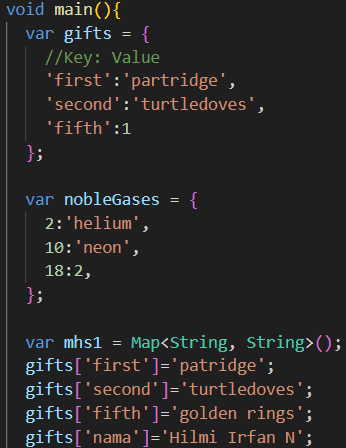 void main(){
  var gifts = {
    //Key: Value
    'first':'partridge',
    'second':'turtledoves',
    'fifth':1
  };

  var nobleGases = {
    2:'helium',
    10:'neon',
    18:2,
  };

  var mhs1 = Map<String, String>();
  gifts['first']='patridge';
  gifts['second']='turtledoves';
  gifts['fifth']='golden rings';
  gifts['nama']='Hilmi Irfan N';